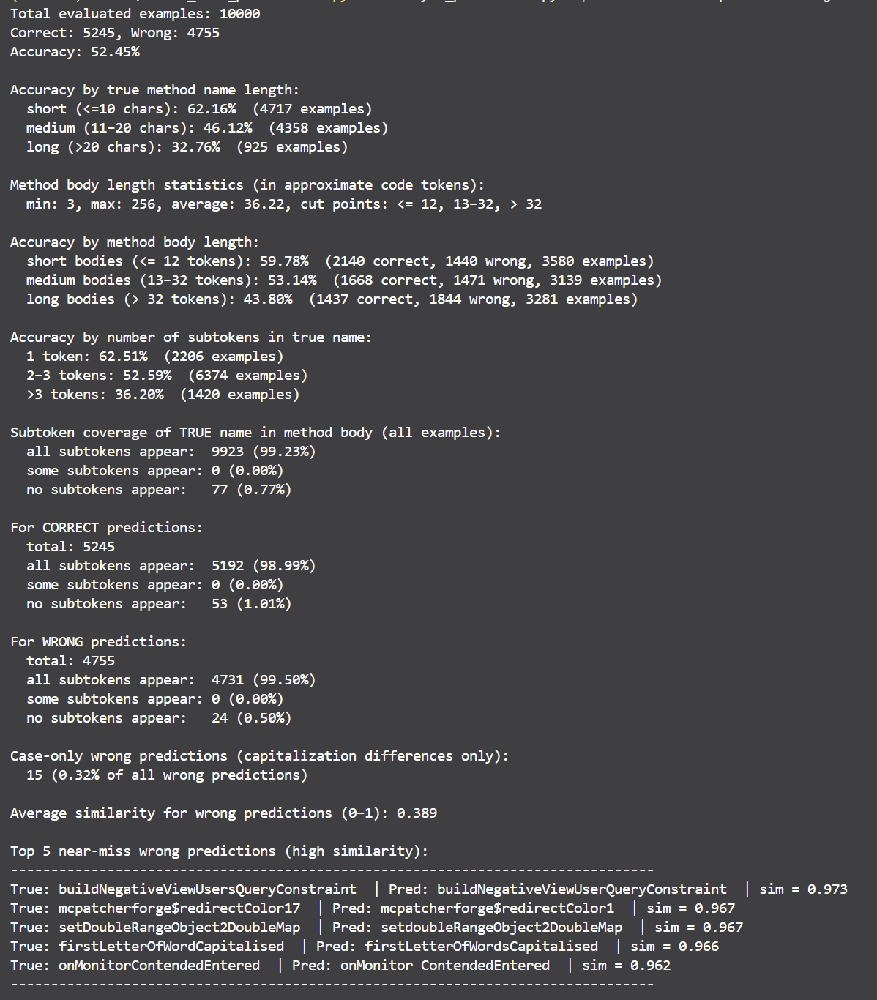 Total evaluated examples: 10000
Correct: 5245, Wrong: 4755
Accuracy: 52.45%
Accuracy by true method name length:
short (<=10 chars): 62.16% (4717 examples)
medium (11–20 chars): 46.12% (4358 examples)
long (>20 chars): 32.76% (925 examples)
Method body length statistics (in approximate code tokens):
min: 3, max: 256, average: 36.22, cut points: <= 12, 13–32, > 32
Accuracy by method body length:
short bodies (<= 12 tokens): 59.78% (2140 correct, 1440 wrong, 3580 examples)
medium bodies (13–32 tokens): 53.14% (1668 correct, 1471 wrong, 3139 examples)
long bodies (> 32 tokens): 43.80% (1437 correct, 1844 wrong, 3281 examples)
Accuracy by number of subtokens in true name:
1 token: 62.51% (2206 examples)
2–3 tokens: 52.59% (6374 examples)
>3 tokens: 36.20% (1420 examples)
Subtoken coverage of TRUE name in method body (all examples):
all subtokens appear: 9923 (99.23%)
some subtokens appear: 0 (0.00%)
no subtokens appear: 77 (0.77%)
For CORRECT predictions:
total: 5245
all subtokens appear: 5192 (98.99%)
some subtokens appear: 0 (0.00%)
no subtokens appear: 53 (1.01%)
For WRONG predictions:
total: 4755
all subtokens appear: 4731 (99.50%)
some subtokens appear: 0 (0.00%)
no subtokens appear: 24 (0.50%)
Case-only wrong predictions (capitalization differences only):
15 (0.32% of all wrong predictions)
Average similarity for wrong predictions (0–1): 0.389
Top 5 near-miss wrong predictions (high similarity):
--------------------------------------------------------------------------------
True: buildNegativeViewUsersQueryConstraint | Pred: buildNegativeViewUserQueryConstraint | sim = 0.973
True: mcpatcherforge$redirectColor17 | Pred: mcpatcherforge$redirectColor1 | sim = 0.967
True: setDoubleRangeObject2DoubleMap | Pred: setdoubleRangeObject2DoubleMap | sim = 0.967
True: firstLetterOfWordCapitalised | Pred: firstLetterOfWordsCapitalised | sim = 0.966
True: onMonitorContendedEntered | Pred: onMonitor ContendedEntered | sim = 0.962
--------------------------------------------------------------------------------